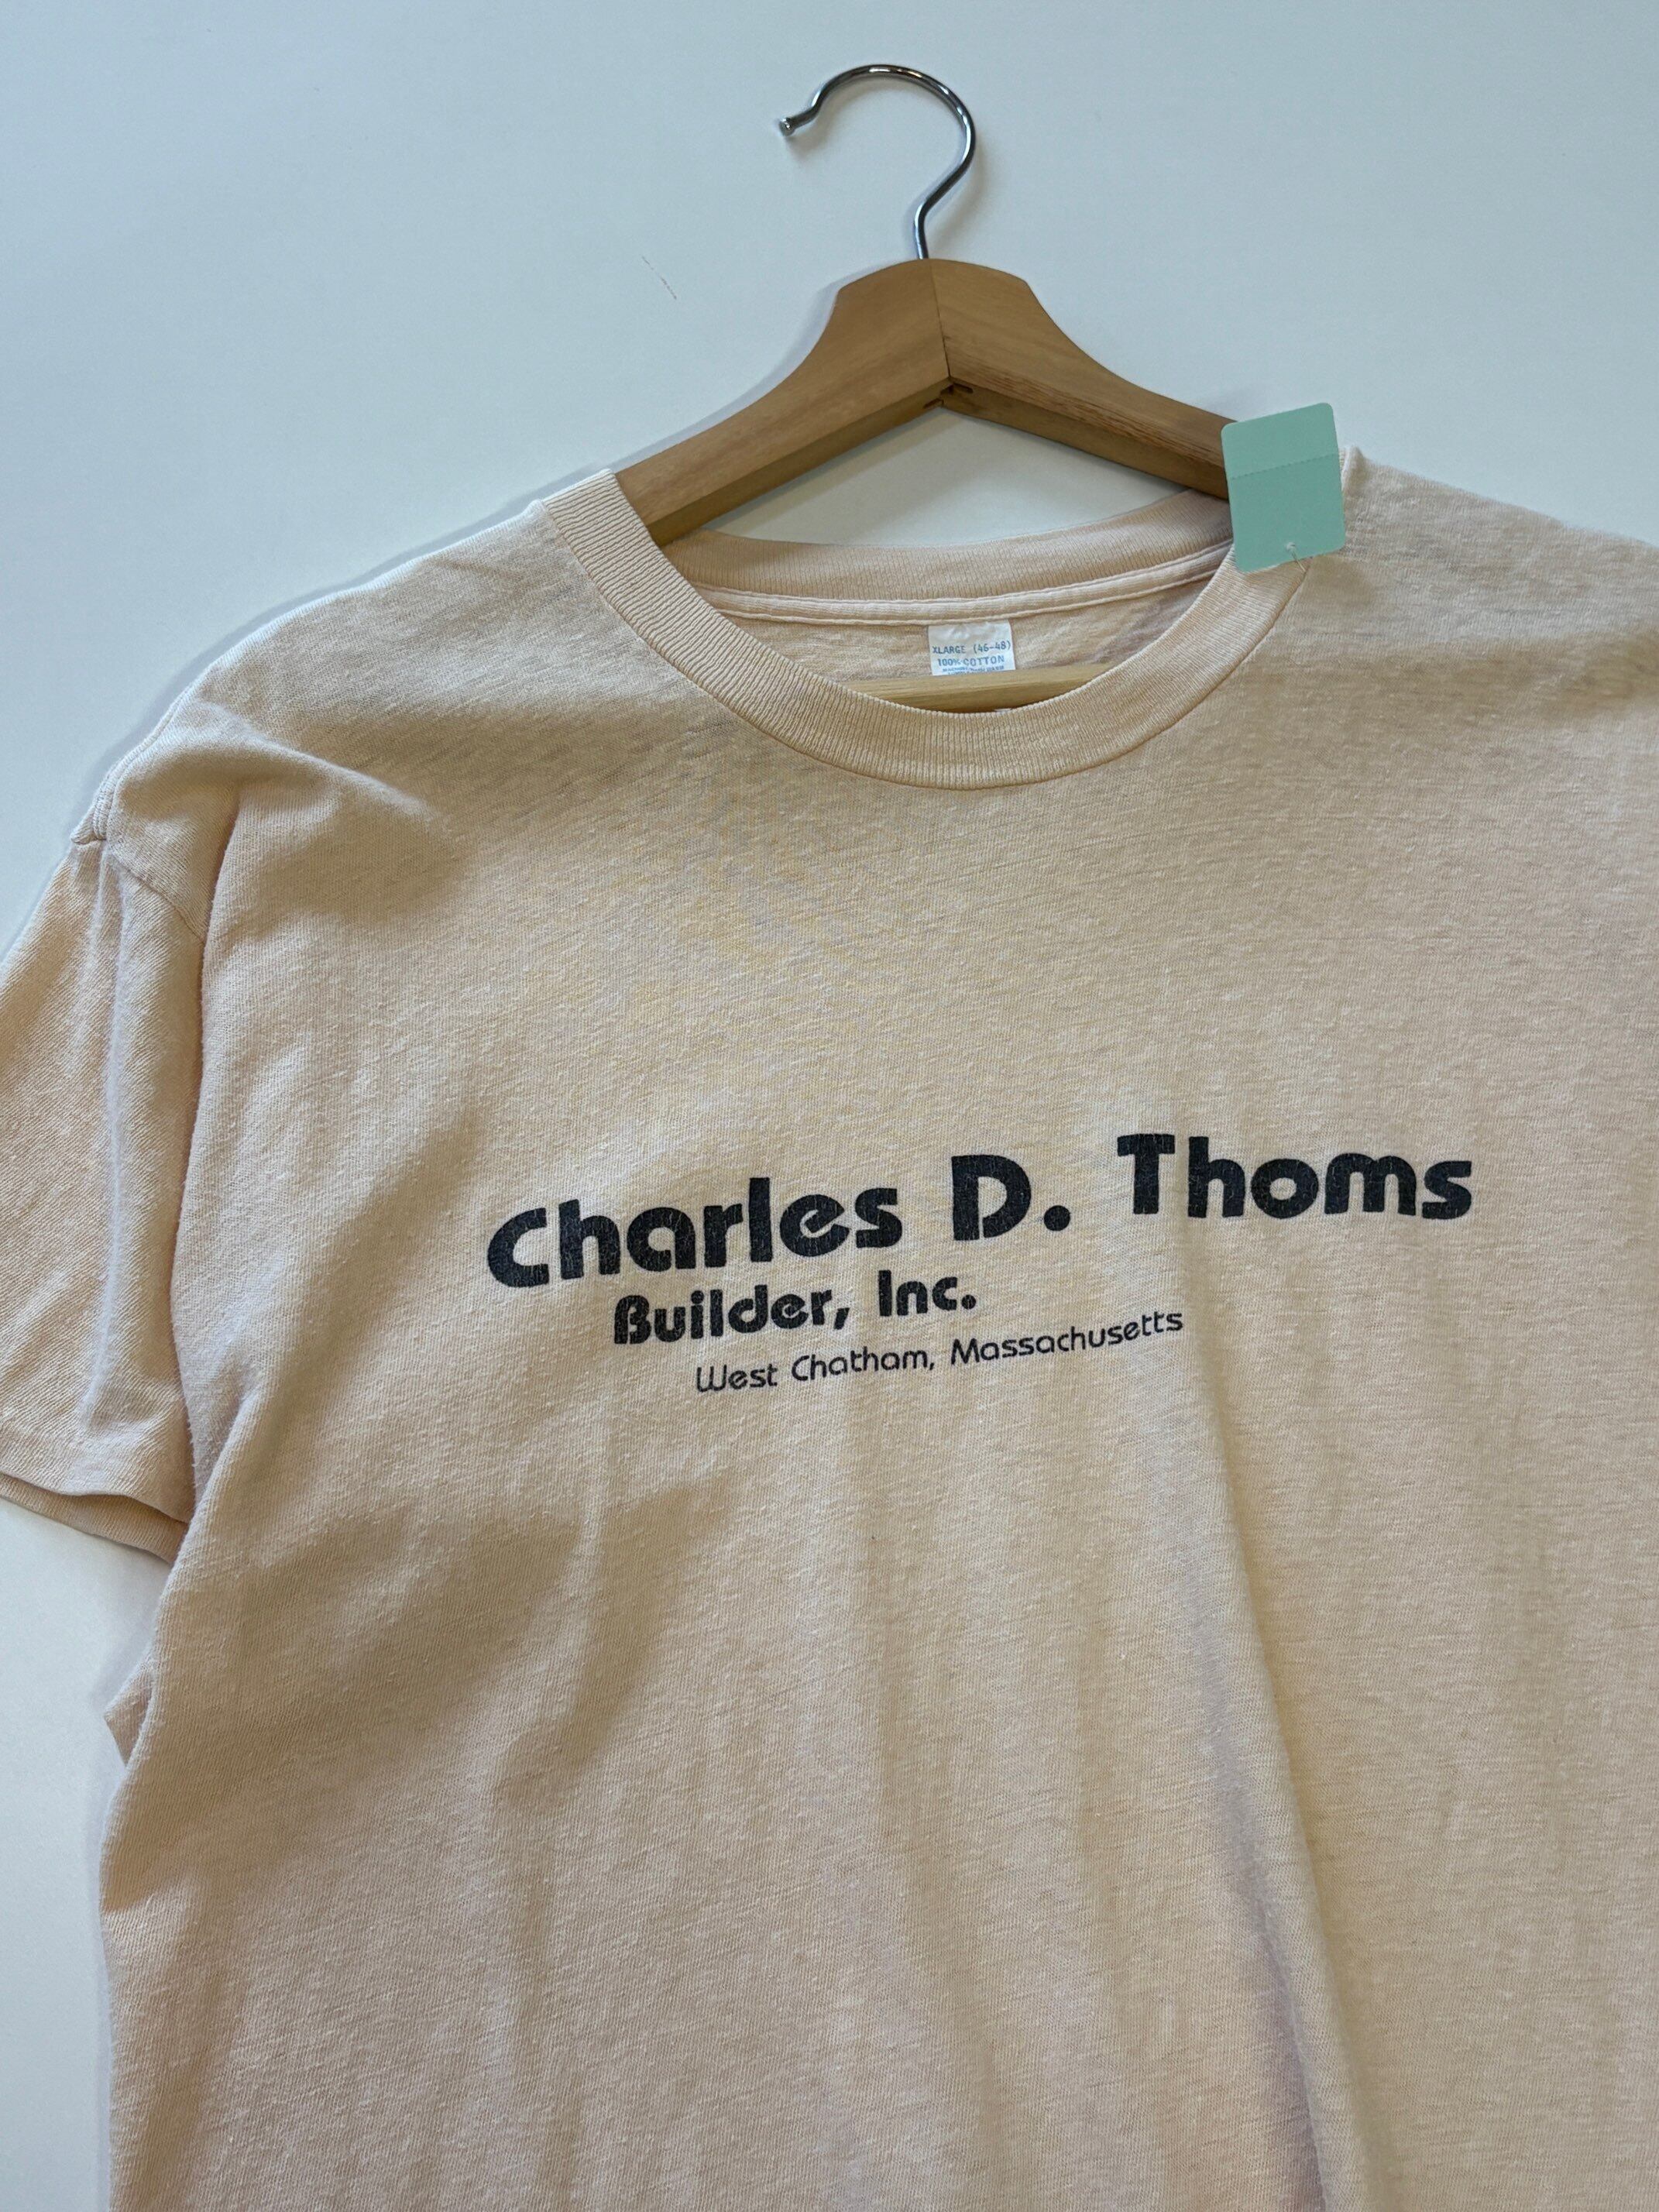 XLARGE (46-48)
100% COTTON
Charles D. Thoms
Builder, Inc.
West Chatham, Massachusetts